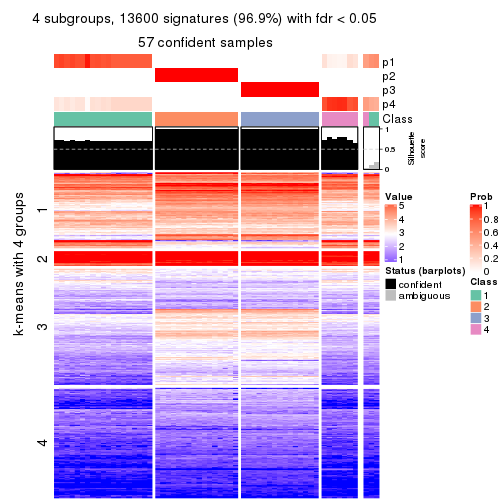 4 subgroups, 13600 signatures (96.9%) with fdr < 0.05
57 confident samples
p1
p2
p3
p4
Class
1
0.5
0
Silhouette
score
k-means with 4 groups
1
2
3
4
Value
5
4
3
2
1
Status (barplots)
confident
ambiguous
Prob
1
0.8
0.6
0.4
0.2
0
Class
1
2
3
4